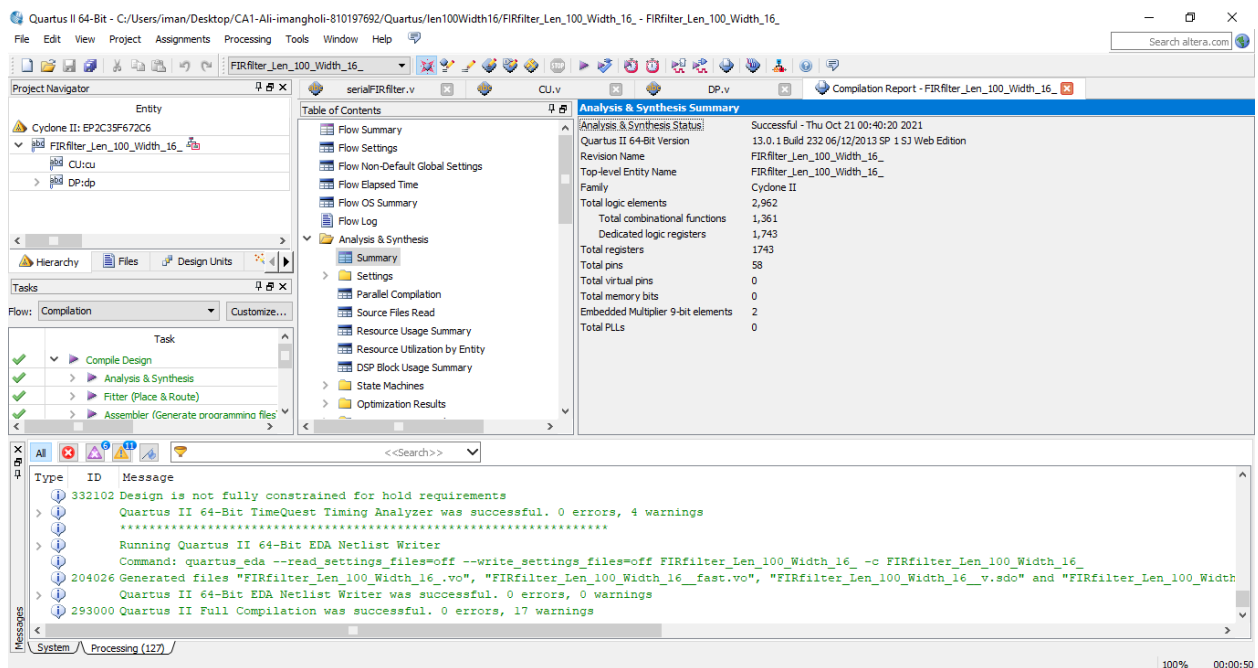 Quartus II 64-Bit - C:/Users/iman/Desktop/CA1-Ali-imangholi-810197692/Quartus/len100Width16/FIRfilter_Len_100_Width_16_ - FIRfilter_Len_100_Width_16_
File Edit View Project Assignments Processing Tools Window Help
Search altera.com
FIRfilter_Len_100_Width_16_
Project Navigator
Entity
Cyclone II: EP2C35F672C6
FIRfilter_Len_100_Width_16_
CU:cu
DP:dp
Hierarchy Files Design Units
Tasks
Flow: Compilation Customize...
Task
Compile Design
Analysis & Synthesis
Fitter (Place & Route)
Assembler (Generate programming files)
serialFIRfilter.v CU.v DP.v Compilation Report - FIRfilter_Len_100_Width_16_
Table of Contents
Flow Summary
Flow Settings
Flow Non-Default Global Settings
Flow Elapsed Time
Flow OS Summary
Flow Log
Analysis & Synthesis
Summary
Settings
Parallel Compilation
Source Files Read
Resource Usage Summary
Resource Utilization by Entity
DSP Block Usage Summary
State Machines
Optimization Results
Analysis & Synthesis Summary
Analysis & Synthesis Status Successful - Thu Oct 21 00:40:20 2021
Quartus II 64-Bit Version 13.0.1 Build 232 06/12/2013 SP 1 SJ Web Edition
Revision Name FIRfilter_Len_100_Width_16_
Top-level Entity Name FIRfilter_Len_100_Width_16_
Family Cyclone II
Total logic elements 2,962
Total combinational functions 1,361
Dedicated logic registers 1,743
Total registers 1743
Total pins 58
Total virtual pins 0
Total memory bits 0
Embedded Multiplier 9-bit elements 2
Total PLLs 0
All 6 11 <<Search>>
Type ID Message
332102 Design is not fully constrained for hold requirements
Quartus II 64-Bit TimeQuest Timing Analyzer was successful. 0 errors, 4 warnings
*******************************************************************
Running Quartus II 64-Bit EDA Netlist Writer
Command: quartus_eda --read_settings_files=off --write_settings_files=off FIRfilter_Len_100_Width_16_ -c FIRfilter_Len_100_Width_16_
204026 Generated files "FIRfilter_Len_100_Width_16_.vo", "FIRfilter_Len_100_Width_16__fast.vo", "FIRfilter_Len_100_Width_16__v.sdo" and "FIRfilter_Len_100_Width
Quartus II 64-Bit EDA Netlist Writer was successful. 0 errors, 0 warnings
293000 Quartus II Full Compilation was successful. 0 errors, 17 warnings
Messages
System Processing (127)
100% 00:00:50